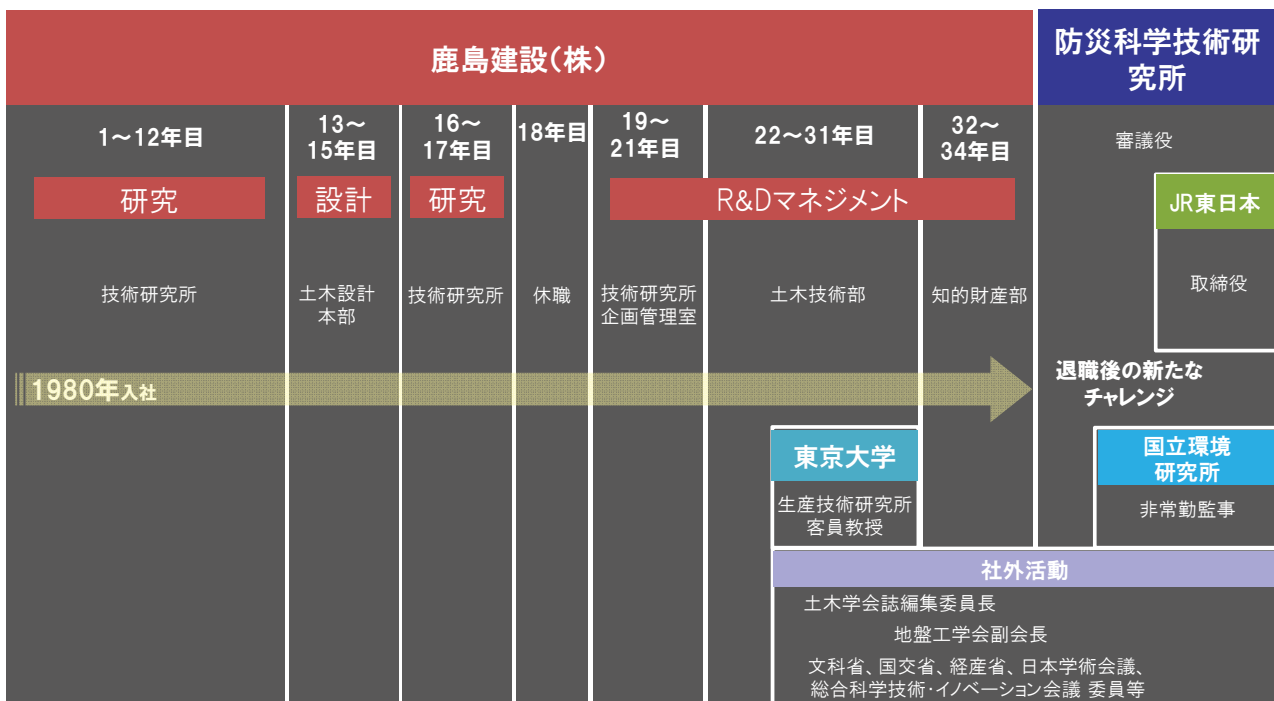 鹿島建設(株)
防災科学技術研
究所
1～12年目
13～
15年目
16～
17年目
18年目
19～
21年目
22～31年目
32～
34年目
審議役
研究
設計
研究
R&Dマネジメント
JR東日本
技術研究所
土木設計
本部
技術研究所
休職
技術研究所
企画管理室
土木技術部
知的財産部
取締役
1980年入社
退職後の新たな
チャレンジ
東京大学
生産技術研究所
客員教授
国立環境
研究所
非常勤監事
社外活動
土木学会誌編集委員長
地盤工学会副会長
文科省、国交省、経産省、日本学術会議、
総合科学技術・イノベーション会議 委員等